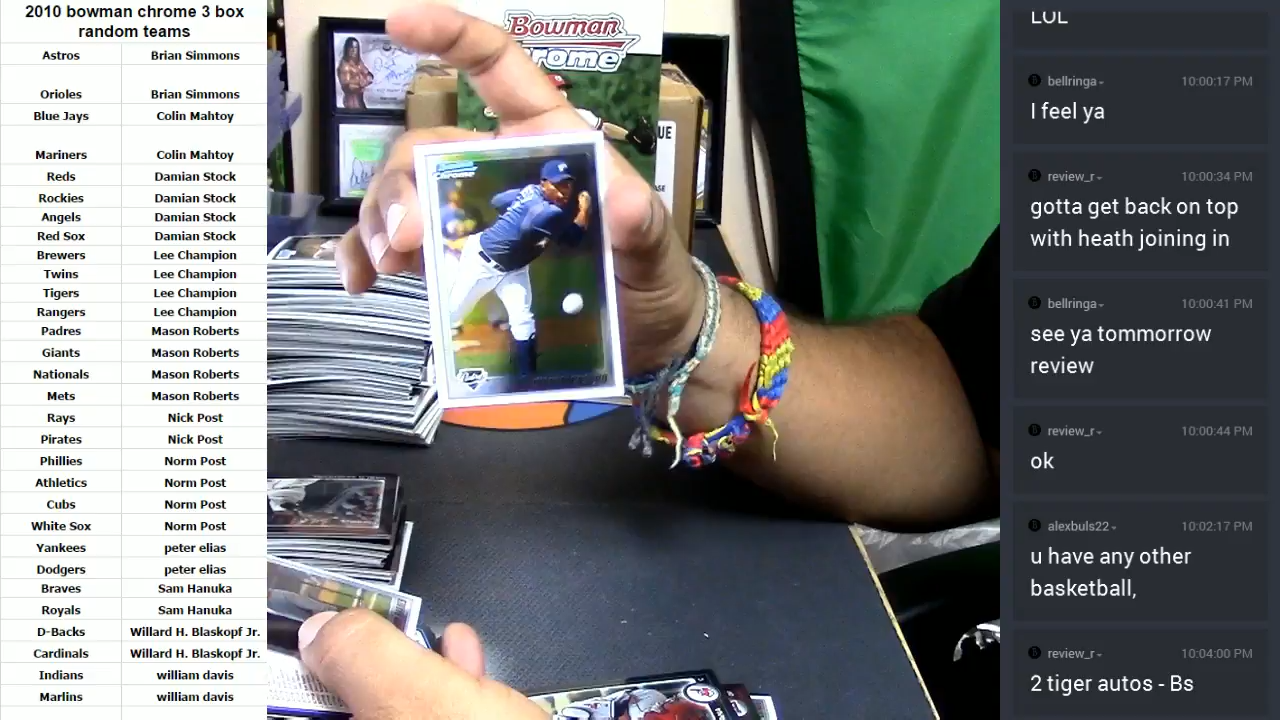 2010 bowman chrome 3 box
random teams
Astros Brian Simmons
Orioles Brian Simmons
Blue Jays Colin Mahtoy
Mariners Colin Mahtoy
Reds Damian Stock
Rockies Damian Stock
Angels Damian Stock
Red Sox Damian Stock
Brewers Lee Champion
Twins Lee Champion
Tigers Lee Champion
Rangers Lee Champion
Padres Mason Roberts
Giants Mason Roberts
Nationals Mason Roberts
Mets Mason Roberts
Rays Nick Post
Pirates Nick Post
Phillies Norm Post
Athletics Norm Post
Cubs Norm Post
White Sox Norm Post
Yankees peter elias
Dodgers peter elias
Braves Sam Hanuka
Royals Sam Hanuka
D-Backs Willard H. Blaskopf Jr.
Cardinals Willard H. Blaskopf Jr.
Indians william davis
Marlins william davis
Bowman
LOL
bellringa 10:00:17 PM
I feel ya
review_r 10:00:34 PM
gotta get back on top
with heath joining in
bellringa 10:00:41 PM
see ya tommorrow
review
review_r 10:00:44 PM
ok
alexbuls22 10:02:17 PM
u have any other
basketball,
review_r 10:04:00 PM
2 tiger autos - Bs